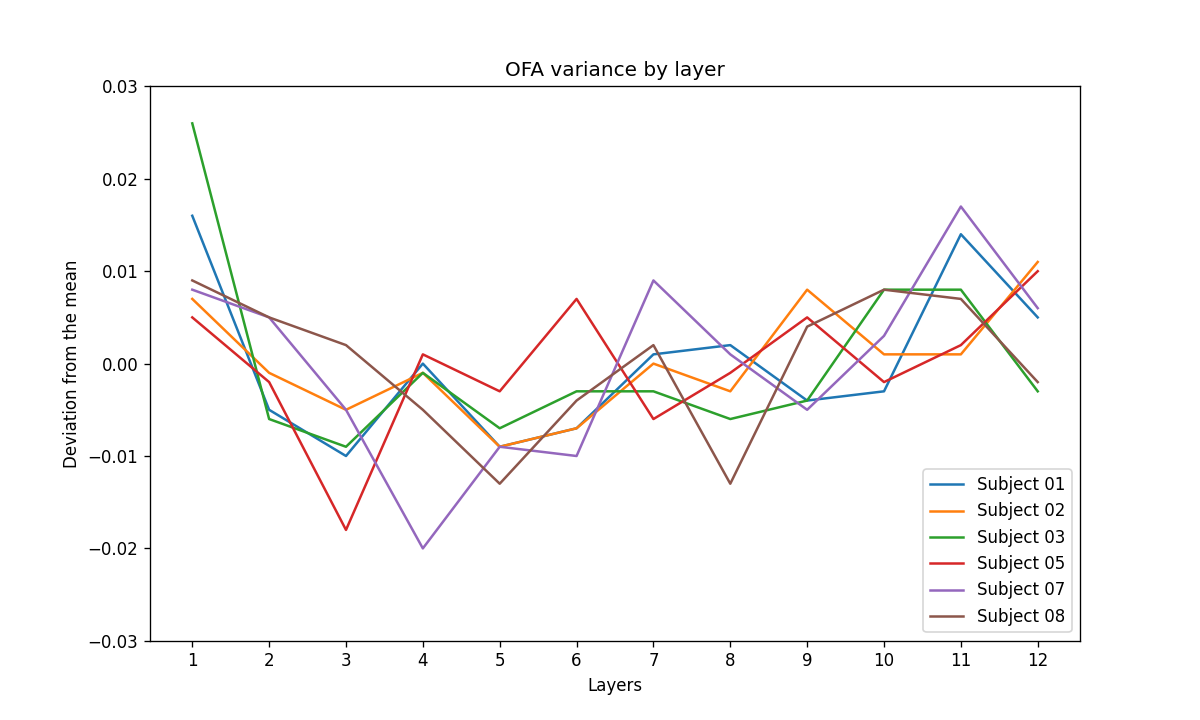 OFA variance by layer
0.03
0.02
0.01
0.00
−0.01
−0.02
−0.03
Deviation from the mean
1 2 3 4 5 6 7 8 9 10 11 12
Layers
Subject 01
Subject 02
Subject 03
Subject 05
Subject 07
Subject 08